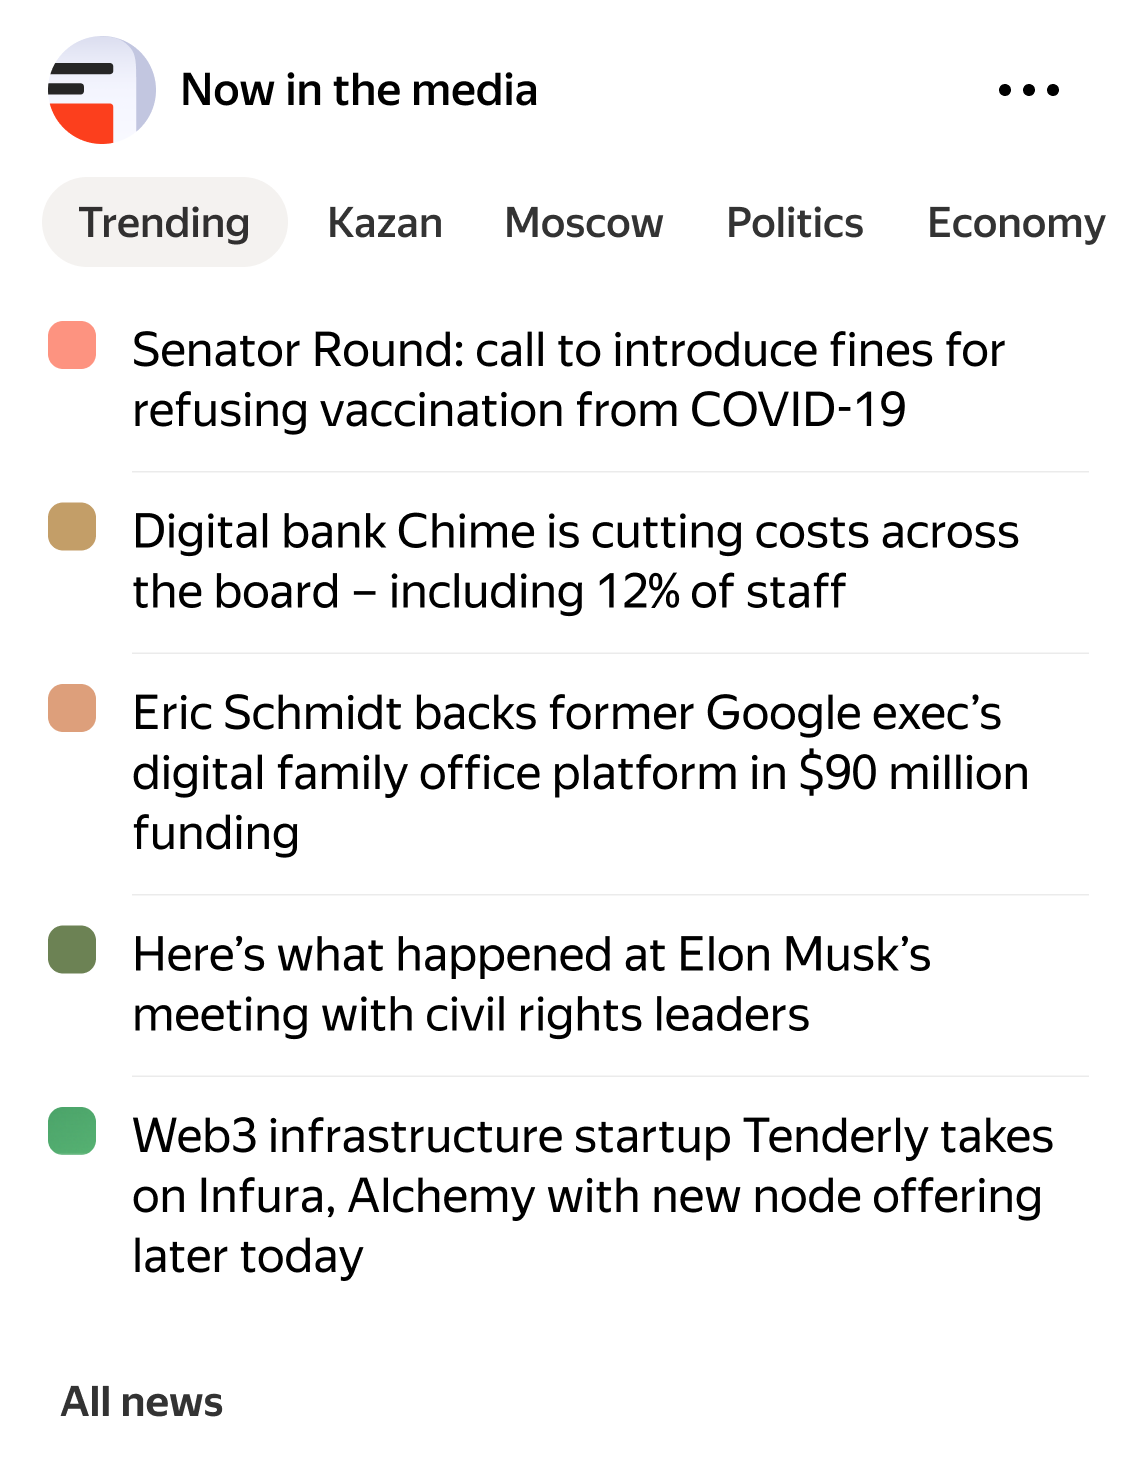 Now in the media
Trending Kazan Moscow Politics Economy
Senator Round: call to introduce fines for
refusing vaccination from COVID-19
Digital bank Chime is cutting costs across
the board – including 12% of staff
Eric Schmidt backs former Google exec’s
digital family office platform in $90 million
funding
Here’s what happened at Elon Musk’s
meeting with civil rights leaders
Web3 infrastructure startup Tenderly takes
on Infura, Alchemy with new node offering
later today
All news